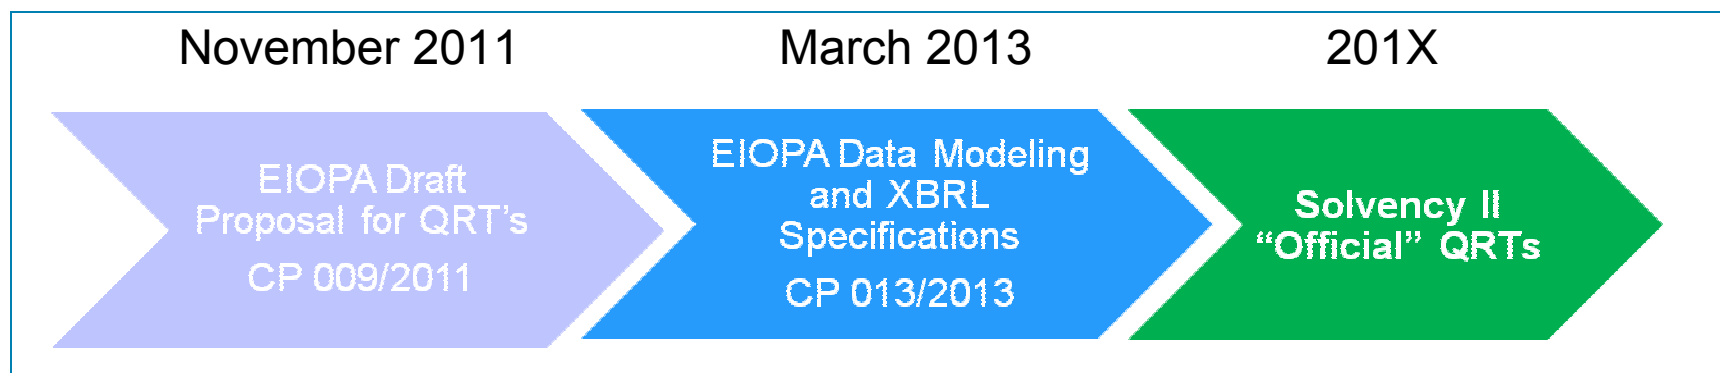 November 2011
March 2013
201X
EIOPA Draft
Proposal for QRT’s
CP 009/2011
EIOPA Data Modeling
and XBRL
Specifications
CP 013/2013
Solvency II
“Official” QRTs